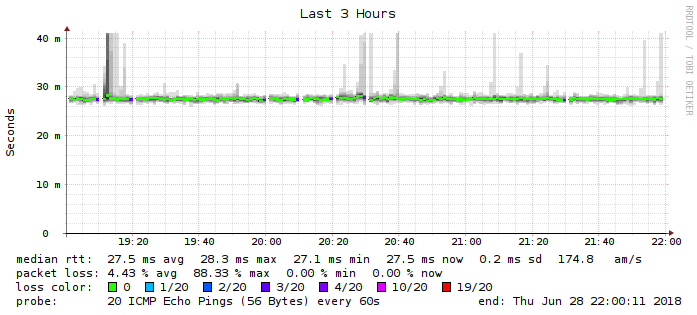 Last 3 Hours
RRDTOOL / TOBI OETIKER
Seconds
40 m
30 m
20 m
10 m
0
19:20 19:40 20:00 20:20 20:40 21:00 21:20 21:40 22:00
median rtt: 27.5 ms avg 28.3 ms max 27.1 ms min 27.5 ms now 0.2 ms sd 174.8 am/s
packet loss: 4.43 % avg 88.33 % max 0.00 % min 0.00 % now
loss color: 0 1/20 2/20 3/20 4/20 10/20 19/20
probe: 20 ICMP Echo Pings (56 Bytes) every 60s end: Thu Jun 28 22:00:11 2018